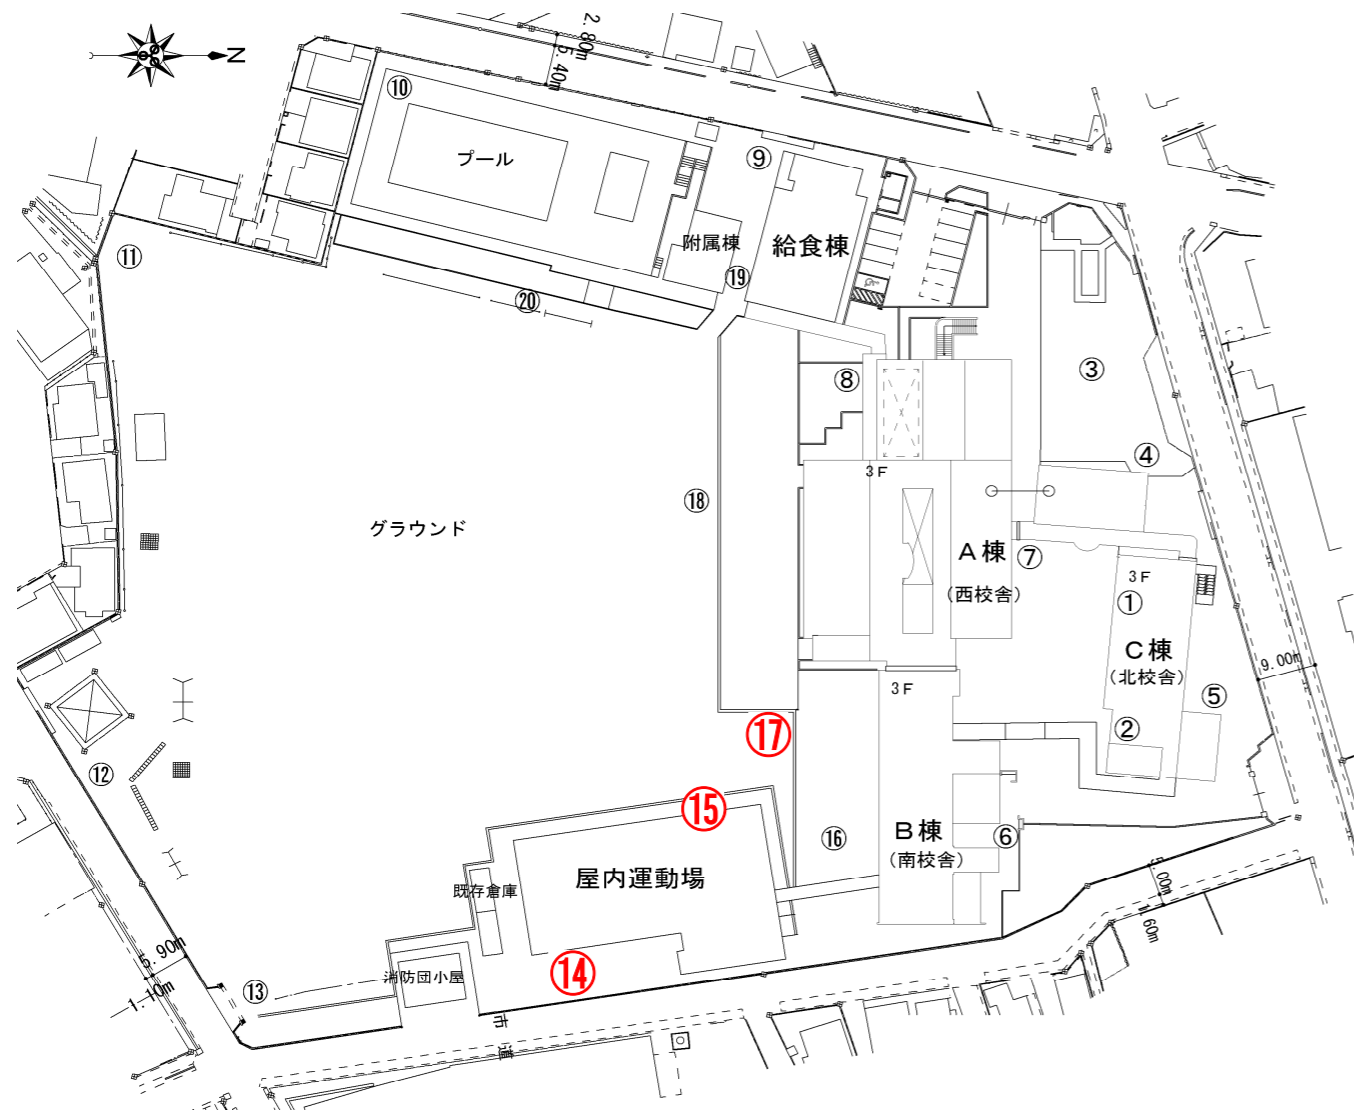 N
2.80m
5.40m
⑩
プール
⑨
附属棟
給食棟
⑪
⑲
⑳
③
⑧
④
3F
⑱
グラウンド
A棟
(西校舎)
⑦
3F
①
C棟
(北校舎)
9.00m
3F
⑤
⑰
②
⑫
⑮
⑯
B棟
(南校舎)
⑥
屋内運動場
既存倉庫
5.00m
1.60m
5.90m
1.10m
⑬
消防団小屋
⑭
市道